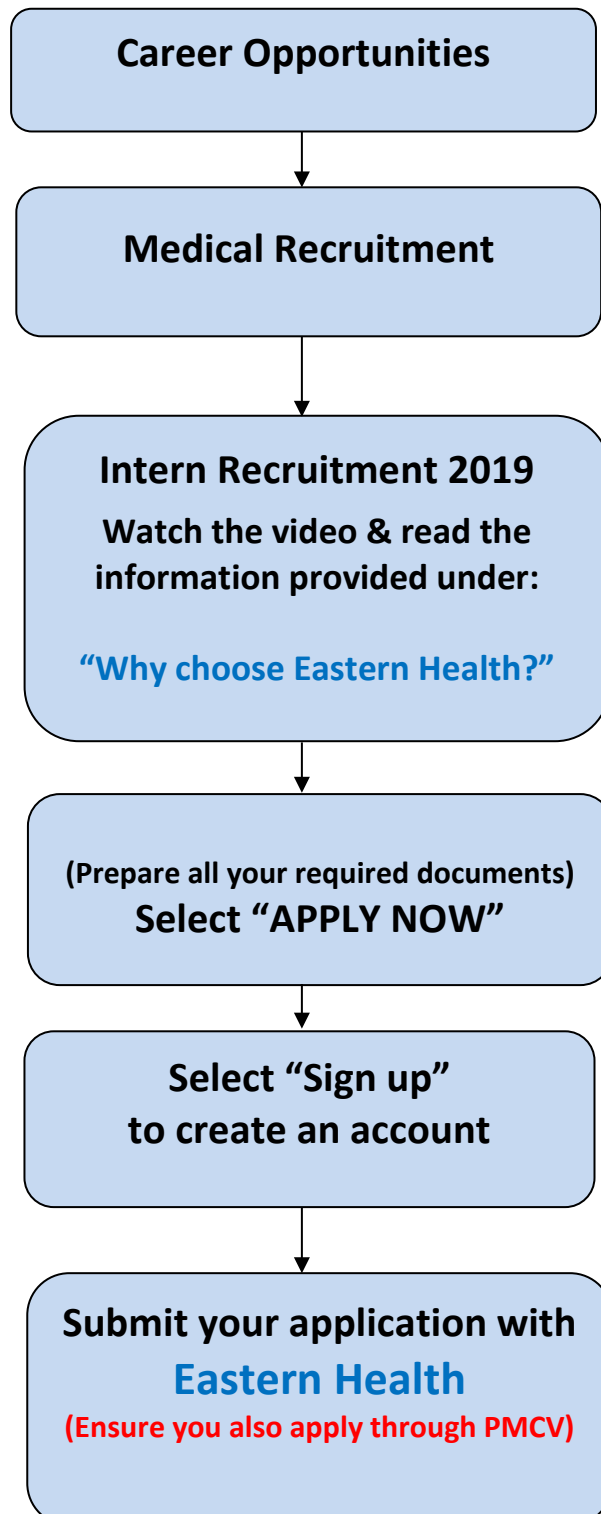 Career Opportunities
Medical Recruitment
Intern Recruitment 2019
Watch the video & read the
information provided under:
“Why choose Eastern Health?”
(Prepare all your required documents)
Select “APPLY NOW”
Select “Sign up”
to create an account
Submit your application with
Eastern Health
(Ensure you also apply through PMCV)